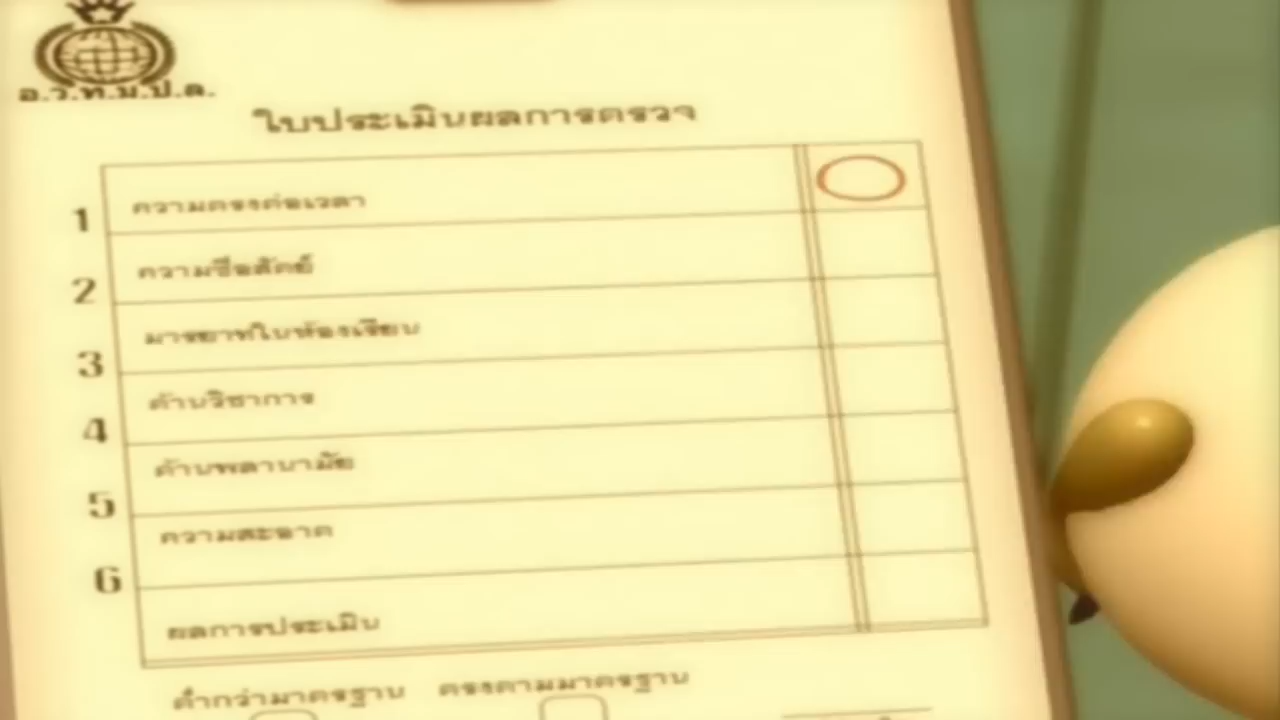 อ.ว.ท.ม.ป.ล.
ใบประเมินผลการตรวจ
1 ความตรงต่อเวลา
2 ความซื่อสัตย์
3 มารยาทในห้องเรียน
4 ด้านวิชาการ
5 ด้านพลานามัย
6 ความสะอาด
ผลการประเมิน
ต่ำกว่ามาตรฐาน ตรงตามมาตรฐาน